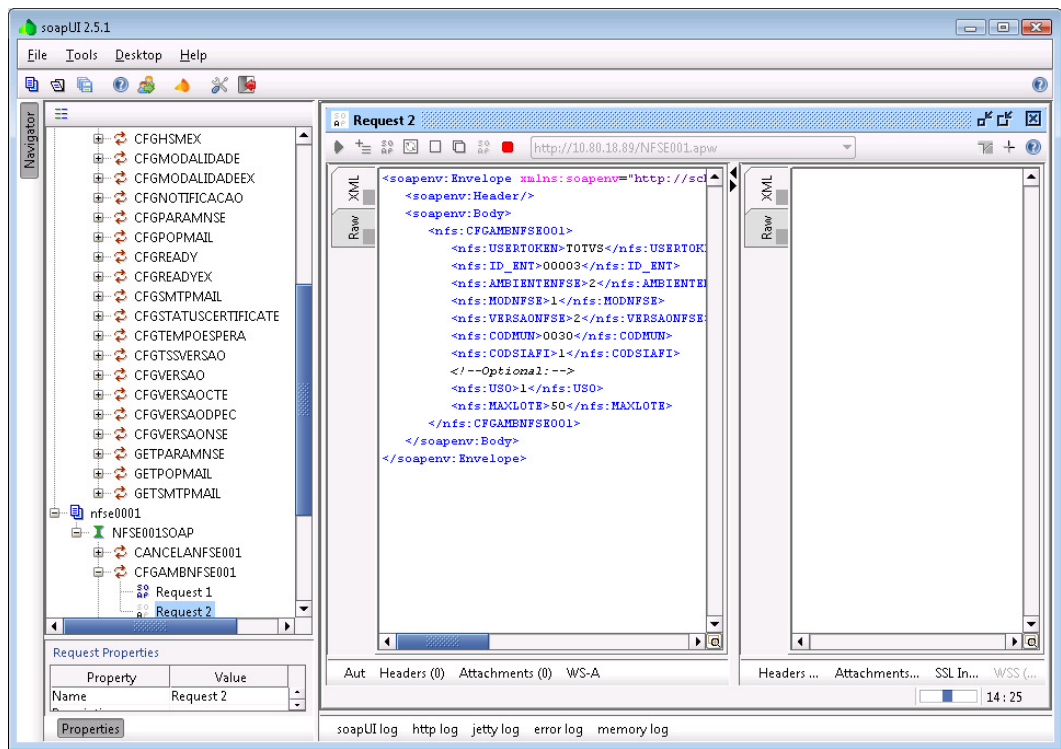 soapUI 2.5.1
File Tools Desktop Help
Navigator
CFGHSMEX
CFGMODALIDADE
CFGMODALIDADEEX
CFGNOTIFICACAO
CFGPARAMNSE
CFGPOPMAIL
CFGREADY
CFGREADYEX
CFGSMTPMAIL
CFGSTATUSCERTIFICATE
CFGTEMPOESPERA
CFGTSSVERSAO
CFGVERSAO
CFGVERSAOCTE
CFGVERSAODPEC
CFGVERSAONSE
GETPARAMNSE
GETPOPMAIL
GETSMTPMAIL
nfse0001
NFSE001SOAP
CANCELANFSE001
CFGAMBNFSE001
Request 1
Request 2
Request Properties
Property Value
Name Request 2
Properties
Request 2
http://10.80.18.89/NFSE001.apw
XML
Raw
<soapenv:Envelope xmlns:soapenv="http://scl
<soapenv:Header/>
<soapenv:Body>
<nfs:CFGAMBNFSE001>
<nfs:USERTOKEN>TOTVS</nfs:USERTOK
<nfs:ID_ENT>00003</nfs:ID_ENT>
<nfs:AMBIENTENFSE>2</nfs:AMBIENTE
<nfs:MODNFSE>1</nfs:MODNFSE>
<nfs:VERSAONFSE>2</nfs:VERSAONFSE
<nfs:CODMUN>0030</nfs:CODMUN>
<nfs:CODSIAFI>1</nfs:CODSIAFI>
<!--Optional:-->
<nfs:USO>1</nfs:USO>
<nfs:MAXLOTE>50</nfs:MAXLOTE>
</nfs:CFGAMBNFSE001>
</soapenv:Body>
</soapenv:Envelope>
XML
Raw
Aut Headers (0) Attachments (0) WS-A
Headers ... Attachments... SSL In... WSS (...
14:25
soapUI log http log jetty log error log memory log